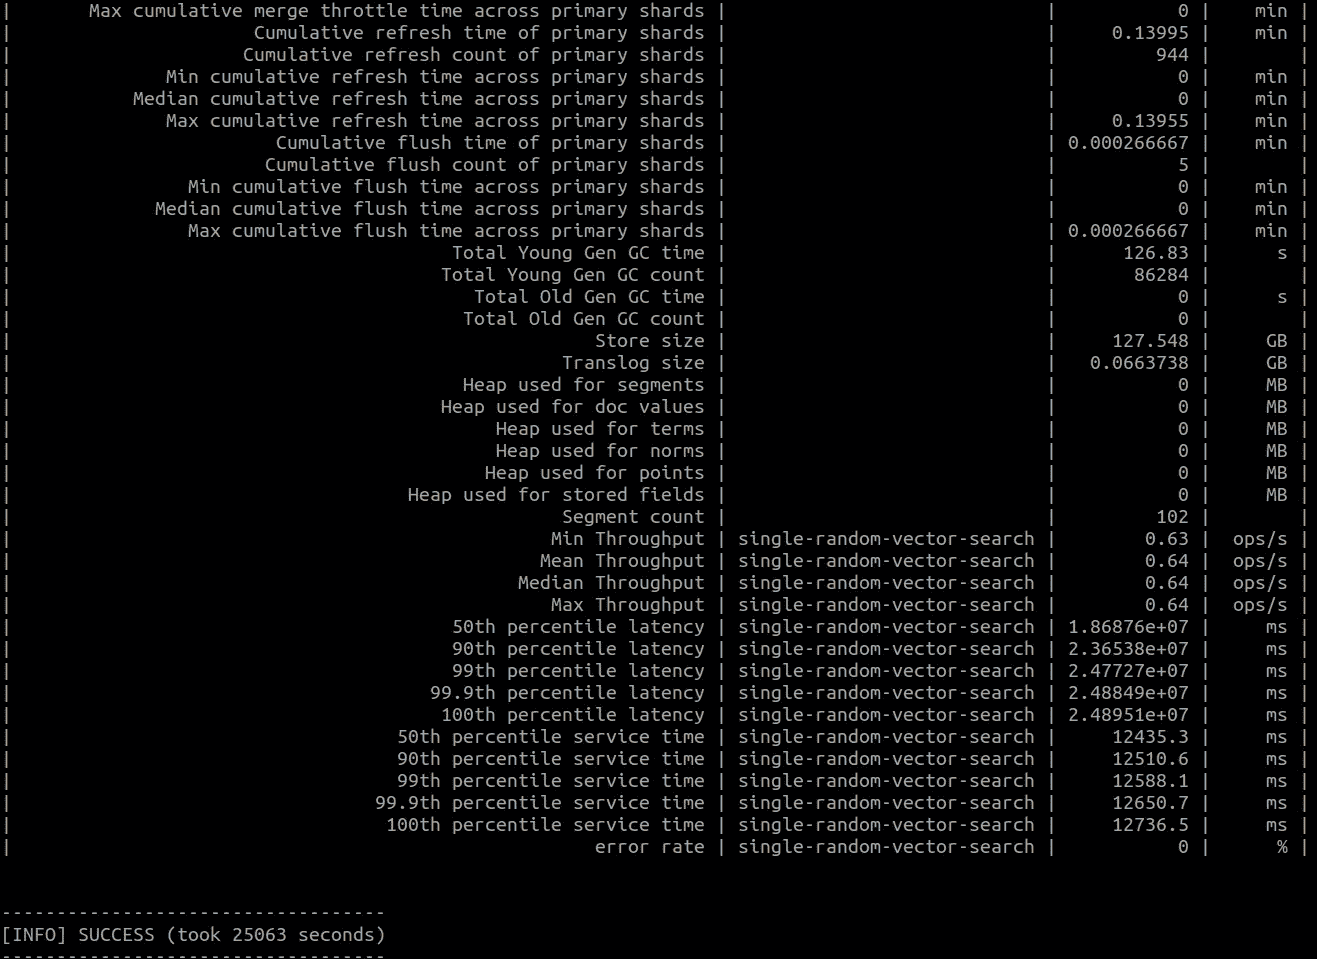 | Max cumulative merge throttle time across primary shards | | 0 | min |
| Cumulative refresh time of primary shards | | 0.13995 | min |
| Cumulative refresh count of primary shards | | 944 | |
| Min cumulative refresh time across primary shards | | 0 | min |
| Median cumulative refresh time across primary shards | | 0 | min |
| Max cumulative refresh time across primary shards | | 0.13955 | min |
| Cumulative flush time of primary shards | | 0.000266667 | min |
| Cumulative flush count of primary shards | | 5 | |
| Min cumulative flush time across primary shards | | 0 | min |
| Median cumulative flush time across primary shards | | 0 | min |
| Max cumulative flush time across primary shards | | 0.000266667 | min |
| Total Young Gen GC time | | 126.83 | s |
| Total Young Gen GC count | | 86284 | |
| Total Old Gen GC time | | 0 | s |
| Total Old Gen GC count | | 0 | |
| Store size | | 127.548 | GB |
| Translog size | | 0.0663738 | GB |
| Heap used for segments | | 0 | MB |
| Heap used for doc values | | 0 | MB |
| Heap used for terms | | 0 | MB |
| Heap used for norms | | 0 | MB |
| Heap used for points | | 0 | MB |
| Heap used for stored fields | | 0 | MB |
| Segment count | | 102 | |
| Min Throughput | single-random-vector-search | 0.63 | ops/s |
| Mean Throughput | single-random-vector-search | 0.64 | ops/s |
| Median Throughput | single-random-vector-search | 0.64 | ops/s |
| Max Throughput | single-random-vector-search | 0.64 | ops/s |
| 50th percentile latency | single-random-vector-search | 1.86876e+07 | ms |
| 90th percentile latency | single-random-vector-search | 2.36538e+07 | ms |
| 99th percentile latency | single-random-vector-search | 2.47727e+07 | ms |
| 99.9th percentile latency | single-random-vector-search | 2.48849e+07 | ms |
| 100th percentile latency | single-random-vector-search | 2.48951e+07 | ms |
| 50th percentile service time | single-random-vector-search | 12435.3 | ms |
| 90th percentile service time | single-random-vector-search | 12510.6 | ms |
| 99th percentile service time | single-random-vector-search | 12588.1 | ms |
| 99.9th percentile service time | single-random-vector-search | 12650.7 | ms |
| 100th percentile service time | single-random-vector-search | 12736.5 | ms |
| error rate | single-random-vector-search | 0 | % |
-----------------------------------
[INFO] SUCCESS (took 25063 seconds)
-----------------------------------